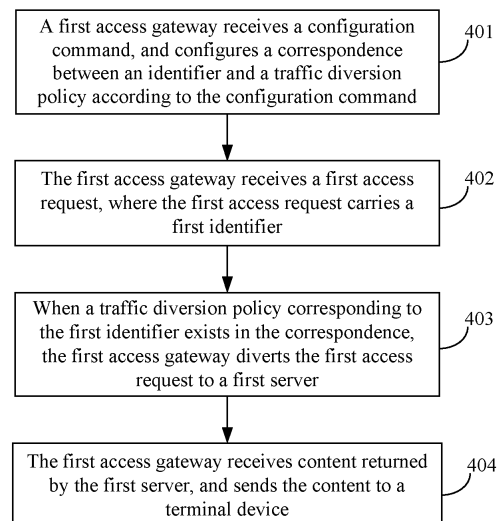 A first access gateway receives a configuration
command, and configures a correspondence
between an identifier and a traffic diversion
policy according to the configuration command
401
The first access gateway receives a first access
request, where the first access request carries a
first identifier
402
When a traffic diversion policy corresponding to
the first identifier exists in the correspondence,
the first access gateway diverts the first access
request to a first server
403
The first access gateway receives content returned
by the first server, and sends the content to a
terminal device
404